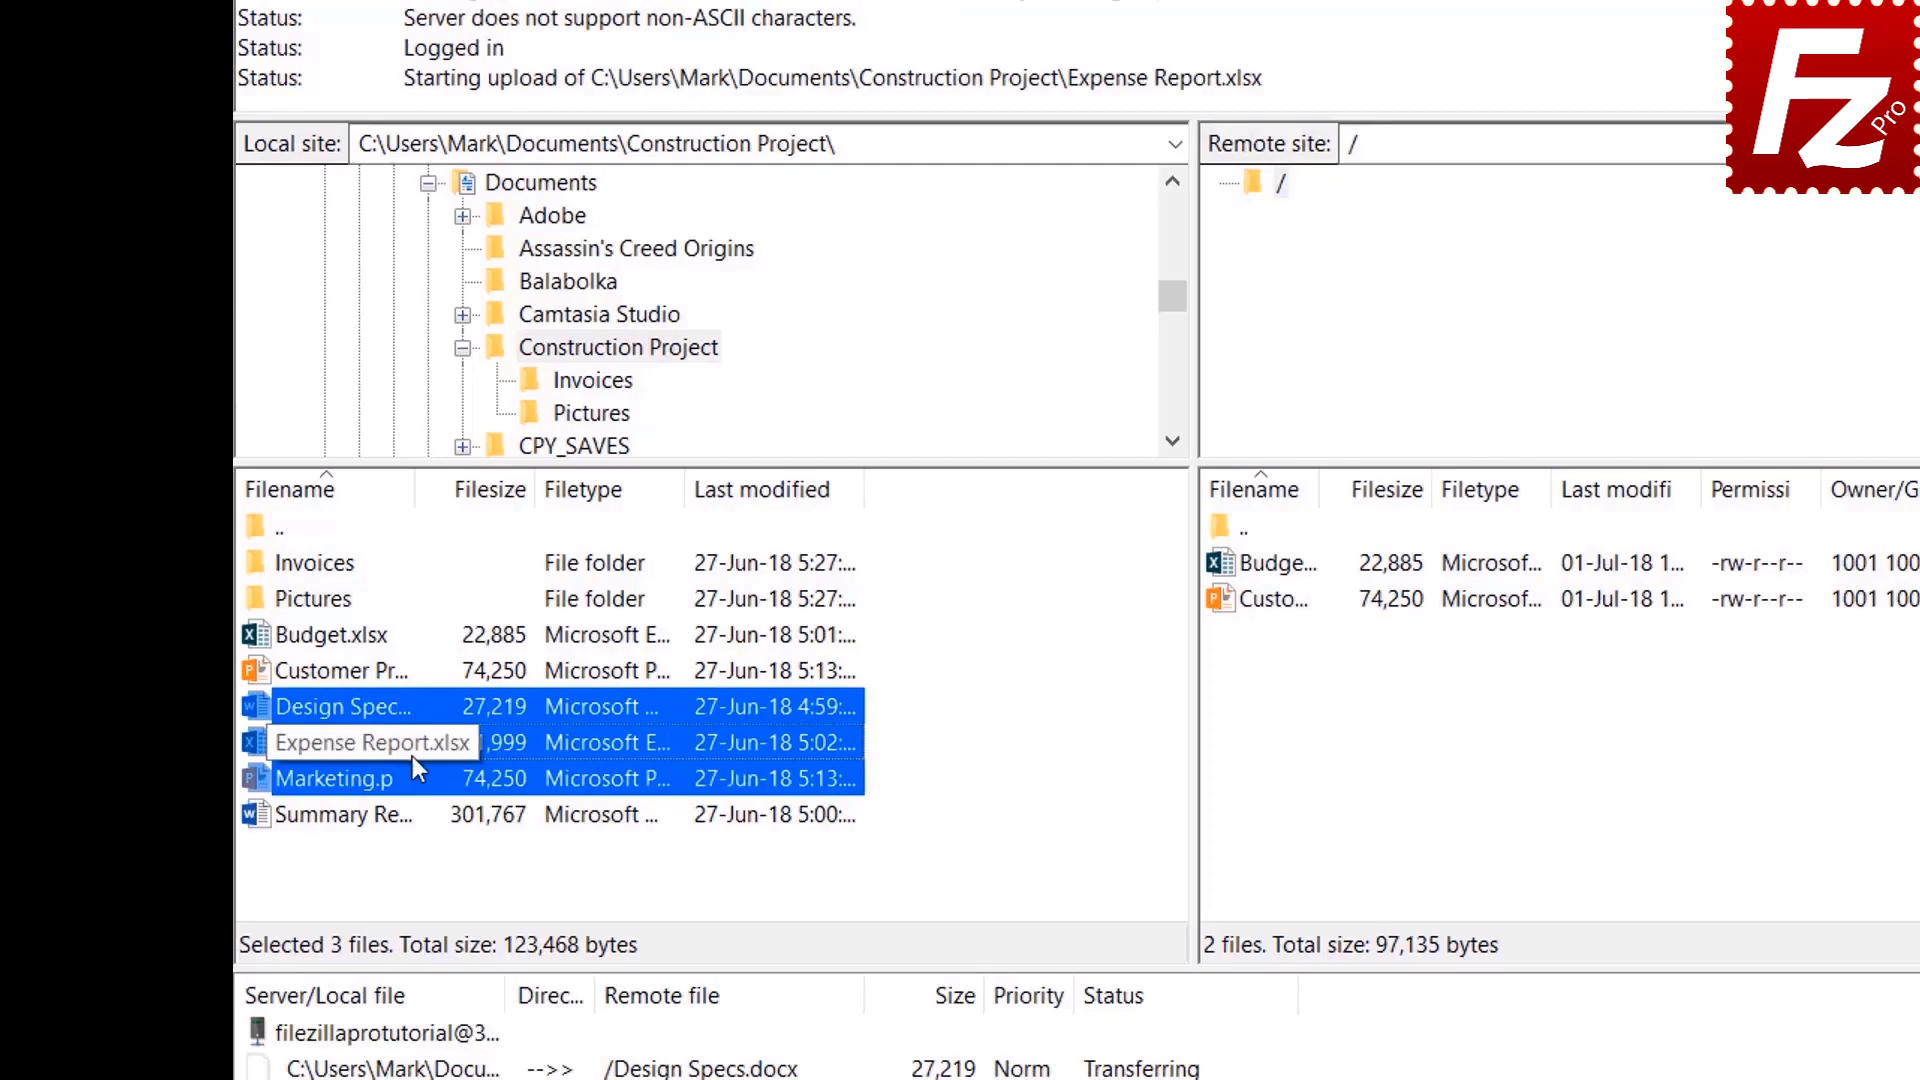 Status: Server does not support non-ASCII characters.
Status: Logged in
Status: Starting upload of C:\Users\Mark\Documents\Construction Project\Expense Report.xlsx
Fz Pro
Local site: C:\Users\Mark\Documents\Construction Project\
Remote site: /
Documents
Adobe
Assassin's Creed Origins
Balabolka
Camtasia Studio
Construction Project
Invoices
Pictures
CPY_SAVES
/
Filename Filesize Filetype Last modified
..
Invoices File folder 27-Jun-18 5:27:...
Pictures File folder 27-Jun-18 5:27:...
Budget.xlsx 22,885 Microsoft E... 27-Jun-18 5:01:...
Customer Pr... 74,250 Microsoft P... 27-Jun-18 5:13:...
Design Spec... 27,219 Microsoft ... 27-Jun-18 4:59:...
Expense Report.xlsx ,999 Microsoft E... 27-Jun-18 5:02:...
Marketing.p 74,250 Microsoft P... 27-Jun-18 5:13:...
Summary Re... 301,767 Microsoft ... 27-Jun-18 5:00:...
Selected 3 files. Total size: 123,468 bytes
Filename Filesize Filetype Last modifi Permissi Owner/G
..
Budge... 22,885 Microsof... 01-Jul-18 1... -rw-r--r-- 1001 100
Custo... 74,250 Microsof... 01-Jul-18 1... -rw-r--r-- 1001 100
2 files. Total size: 97,135 bytes
Server/Local file Direc... Remote file Size Priority Status
filezillaprotutorial@3...
C:\Users\Mark\Docu... -->> /Design Specs.docx 27,219 Norm Transferring